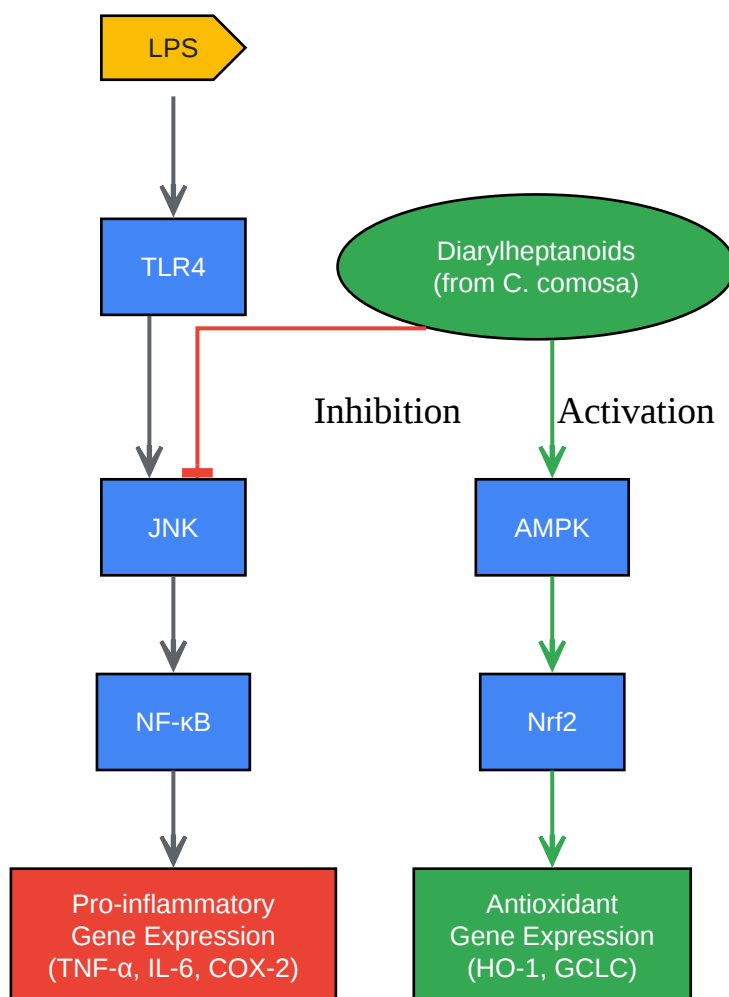 LPS
TLR4
Diarylheptanoids
(from C. comosa)
Inhibition
Activation
JNK
AMPK
NF-κB
Nrf2
Pro-inflammatory
Gene Expression
(TNF-α, IL-6, COX-2)
Antioxidant
Gene Expression
(HO-1, GCLC)